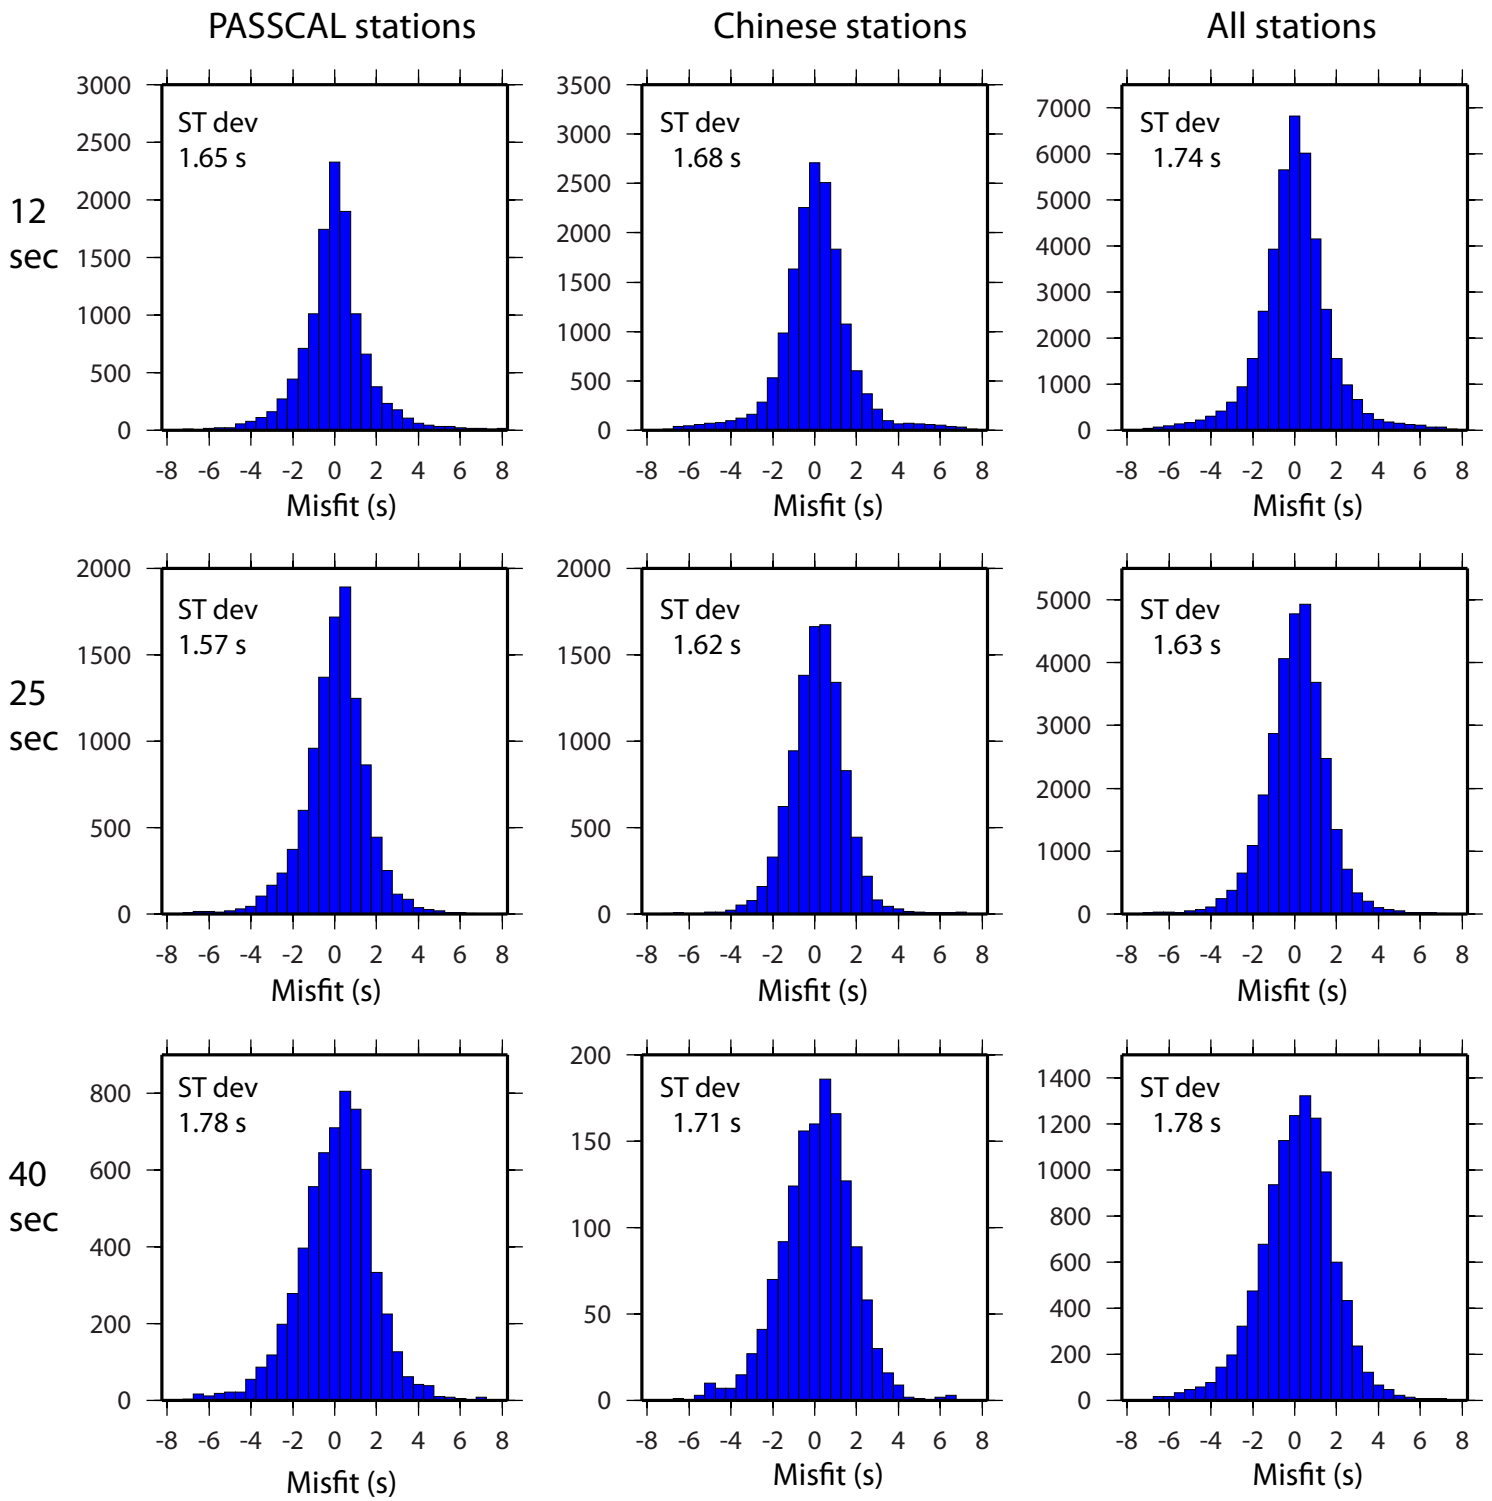 PASSCAL stations
Chinese stations
All stations
12
sec
ST dev
1.65 s
3000
2500
2000
1500
1000
500
0
-8 -6 -4 -2 0 2 4 6 8
Misfit (s)
ST dev
1.68 s
3500
3000
2500
2000
1500
1000
500
0
-8 -6 -4 -2 0 2 4 6 8
Misfit (s)
ST dev
1.74 s
7000
6000
5000
4000
3000
2000
1000
0
-8 -6 -4 -2 0 2 4 6 8
Misfit (s)
25
sec
ST dev
1.57 s
2000
1500
1000
500
0
-8 -6 -4 -2 0 2 4 6 8
Misfit (s)
ST dev
1.62 s
2000
1500
1000
500
0
-8 -6 -4 -2 0 2 4 6 8
Misfit (s)
ST dev
1.63 s
5000
4000
3000
2000
1000
0
-8 -6 -4 -2 0 2 4 6 8
Misfit (s)
40
sec
ST dev
1.78 s
800
600
400
200
0
-8 -6 -4 -2 0 2 4 6 8
Misfit (s)
ST dev
1.71 s
200
150
100
50
0
-8 -6 -4 -2 0 2 4 6 8
Misfit (s)
ST dev
1.78 s
1400
1200
1000
800
600
400
200
0
-8 -6 -4 -2 0 2 4 6 8
Misfit (s)